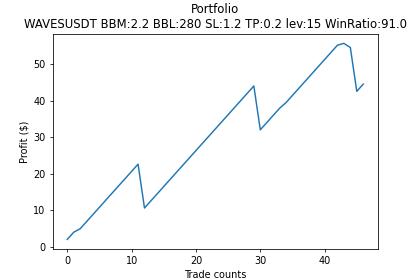 Portfolio
WAVESUSDT BBM:2.2 BBL:280 SL:1.2 TP:0.2 lev:15 WinRatio:91.0
50
40
30
20
10
0
Profit ($)
0 10 20 30 40
Trade counts